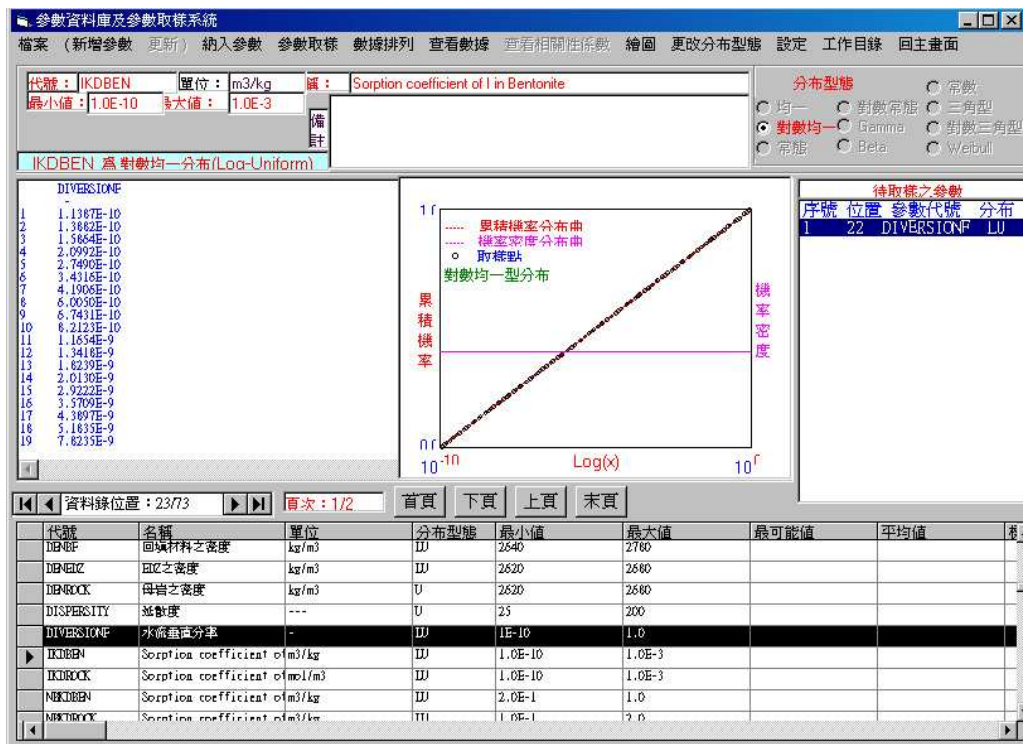 參數資料庫及參數取樣系統
檔案 (新增參數 更新) 納入參數 參數取樣 數據排列 查看數據 查看相關性係數 繪圖 更改分布型態 設定 工作目錄 回主畫面
代號： IKDBEN 單位： m3/kg Sorption coefficient of I in Bentonite
最小值： 1.0E-10 最大值： 1.0E-3
備註
IKDBEN 為 對數均一分布(Log-Uniform)
分布型態
常數
均一 對數常態 三角型
對數均一 Gamma 對數三角型
常態 Beta Weibull
DIVERSIONF
-
1 1.1387E-10
2 1.3882E-10
3 1.5664E-10
4 2.0992E-10
5 2.7490E-10
6 3.4316E-10
7 4.1906E-10
8 6.0050E-10
9 6.7431E-10
10 8.2123E-10
11 1.1654E-9
12 1.3418E-9
13 1.8239E-9
14 2.0130E-9
15 2.9222E-9
16 3.5709E-9
17 4.3897E-9
18 5.1835E-9
19 7.8235E-9
累積機率分布曲
機率密度分布曲
取樣點
對數均一型分布
累積機率
機率密度
10 -10
Log(x)
待取樣之參數
序號 位置 參數代號 分布
1 22 DIVERSIONF LU
資料錄位置：23/73
頁次：1/2
首頁 下頁 上頁 末頁
代號 名稱 單位 分布型態 最小值 最大值 最可能值 平均值
DENBF 回填材料之密度 kg/m3 LU 2640 2780
DENEDZ EDZ之密度 kg/m3 LU 2620 2680
DENROCK 母岩之密度 kg/m3 U 2620 2680
DISPERSITY 延散度 --- U 25 200
DIVERSIONF 水流垂直分率 - LU 1E-10 1.0
IKDBEN Sorption coefficient of m3/kg LU 1.0E-10 1.0E-3
IKDROCK Sorption coefficient of mol/m3 LU 1.0E-10 1.0E-3
NBKDBEN Sorption coefficient of m3/kg LU 2.0E-1 1.0
NBKDROCK Sorption coefficient of m3/kg LU 1.0E-1 2.0